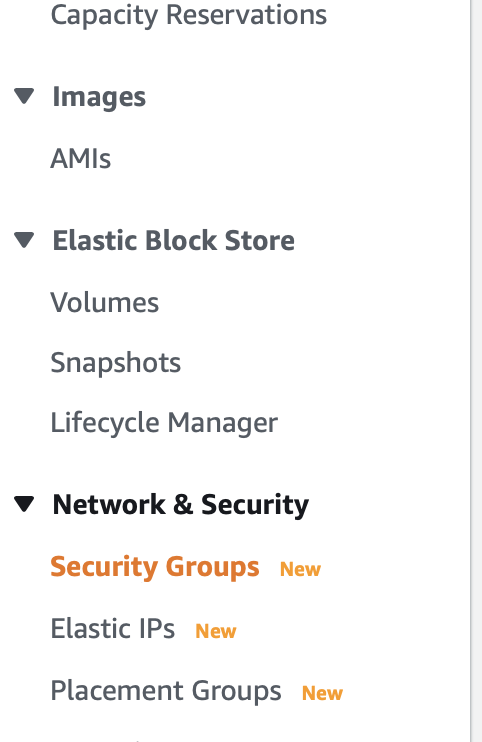 Capacity Reservations
Images
AMIs
Elastic Block Store
Volumes
Snapshots
Lifecycle Manager
Network & Security
Security Groups New
Elastic IPs New
Placement Groups New